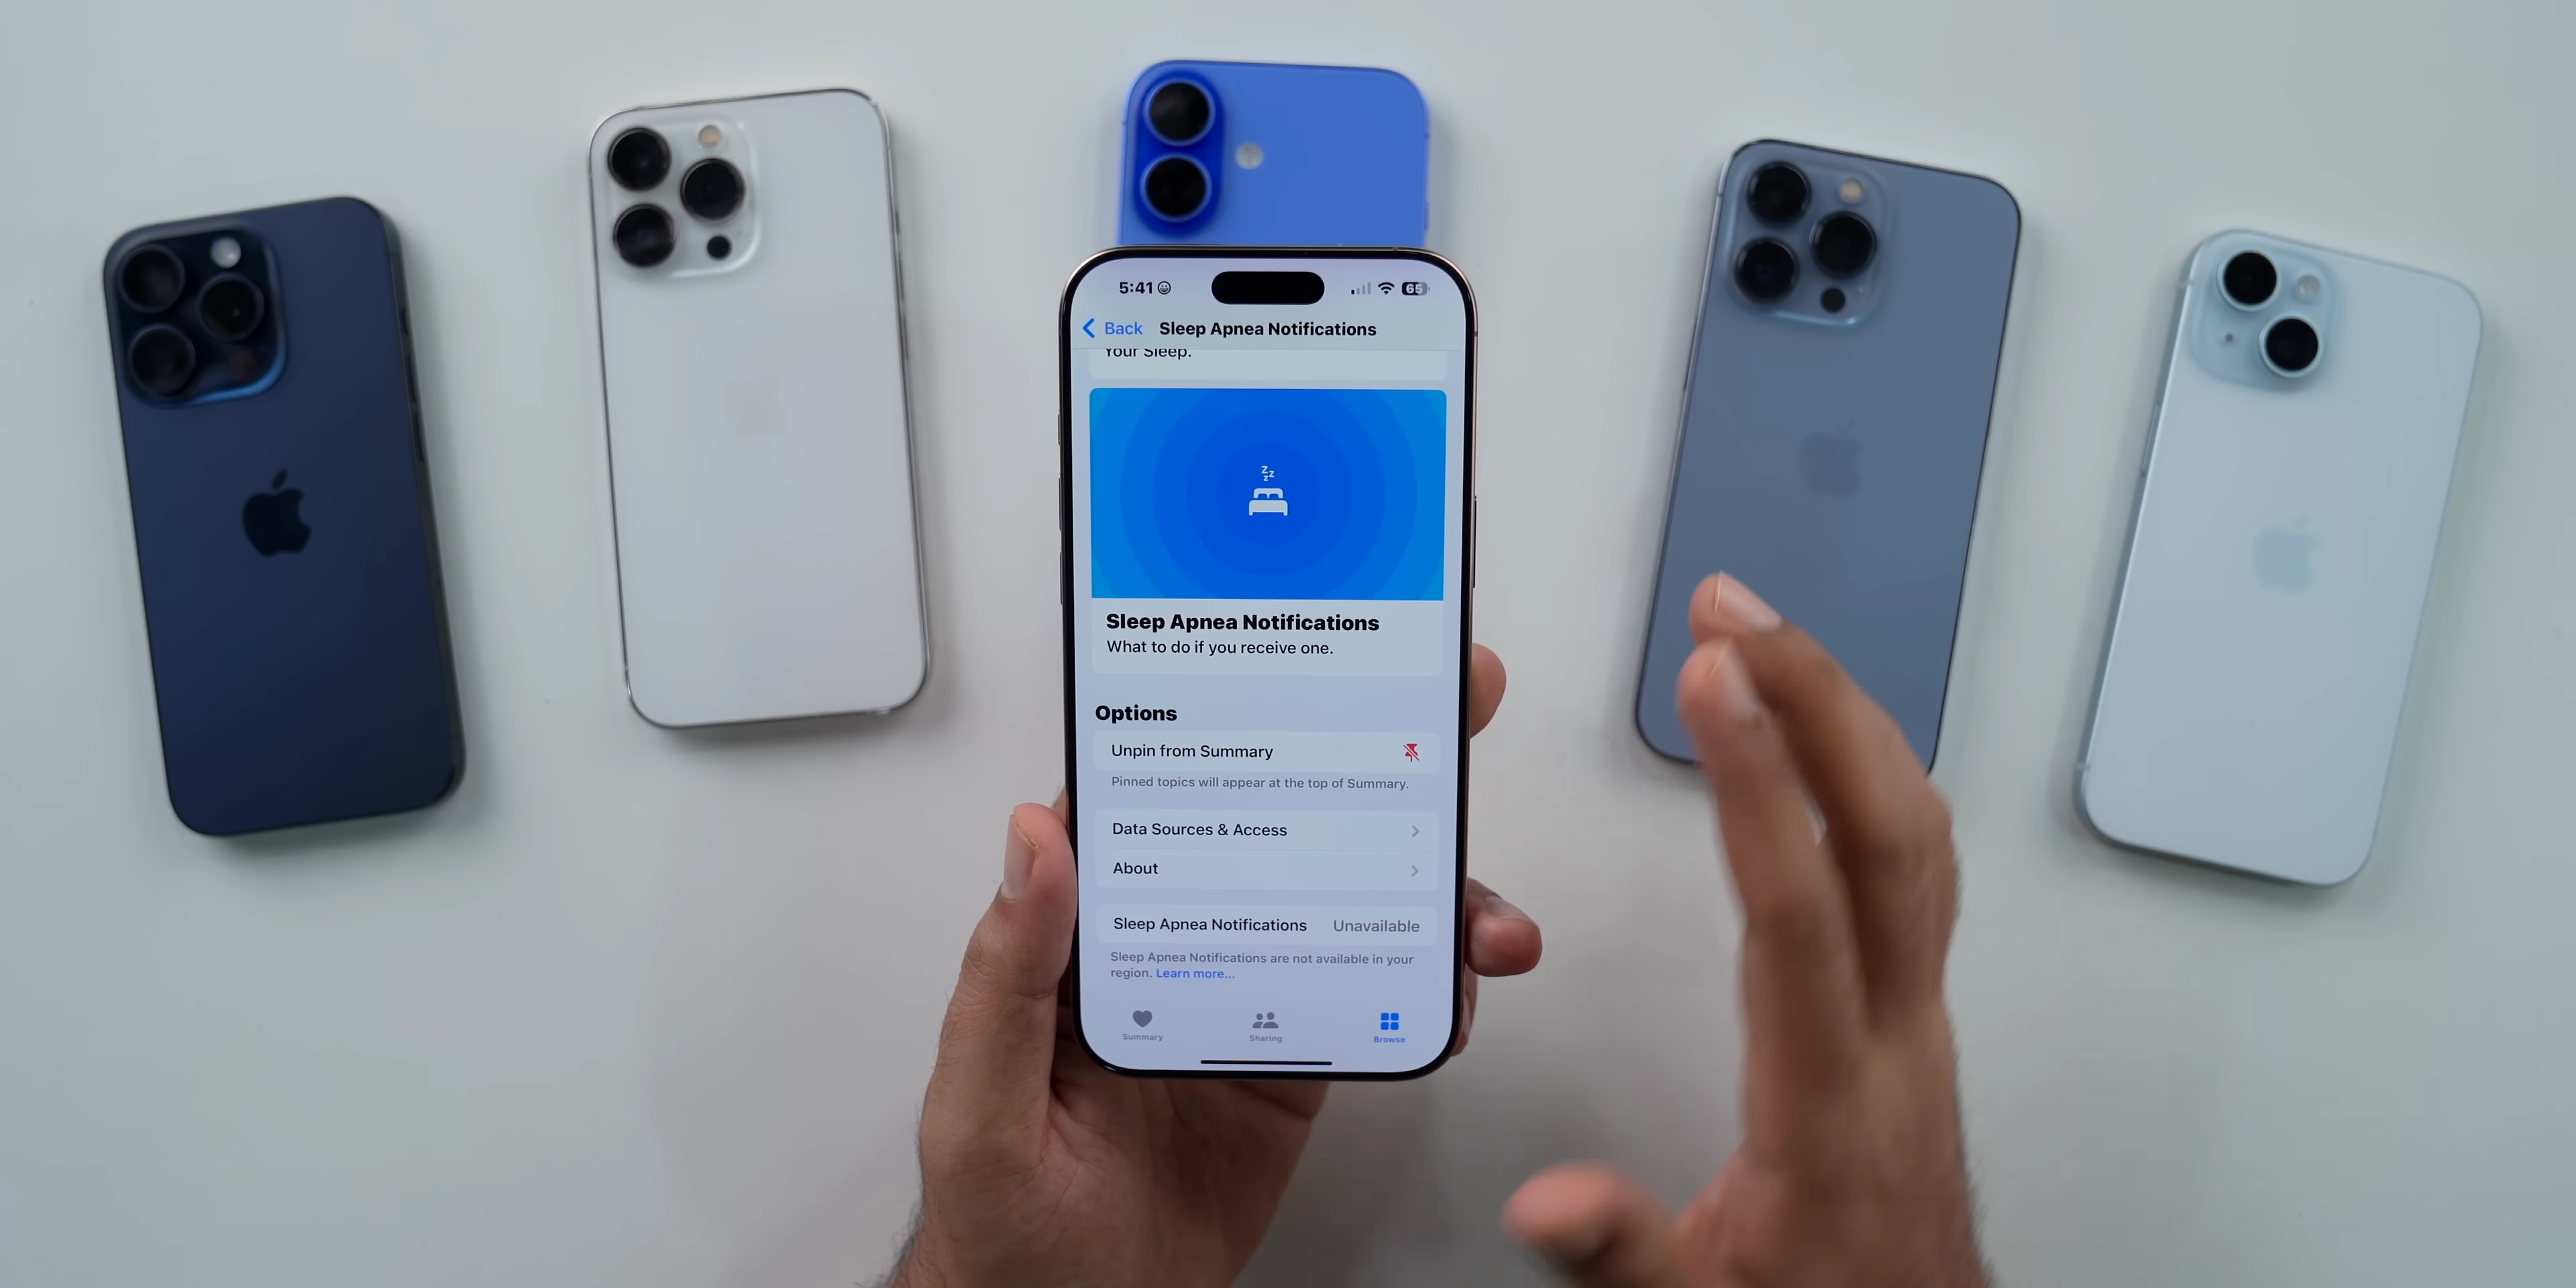 5:41
65
Back Sleep Apnea Notifications
Your Sleep.
z z z
Sleep Apnea Notifications
What to do if you receive one.
Options
Unpin from Summary
Pinned topics will appear at the top of Summary.
Data Sources & Access
About
Sleep Apnea Notifications Unavailable
Sleep Apnea Notifications are not available in your
region. Learn more...
Summary Sharing Browse